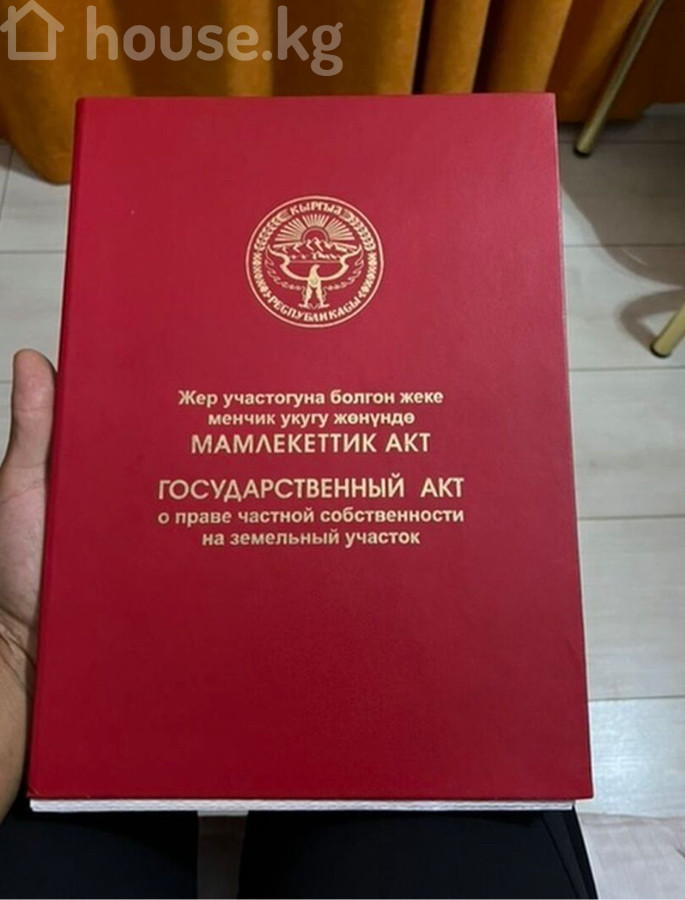 house.kg
КЫРГЫЗ
РЕСПУБЛИКАСЫ
Жер участогуна болгон жеке
менчик укугу жөнүндө
МАМЛЕКЕТТИК АКТ
ГОСУДАРСТВЕННЫЙ АКТ
о праве частной собственности
на земельный участок